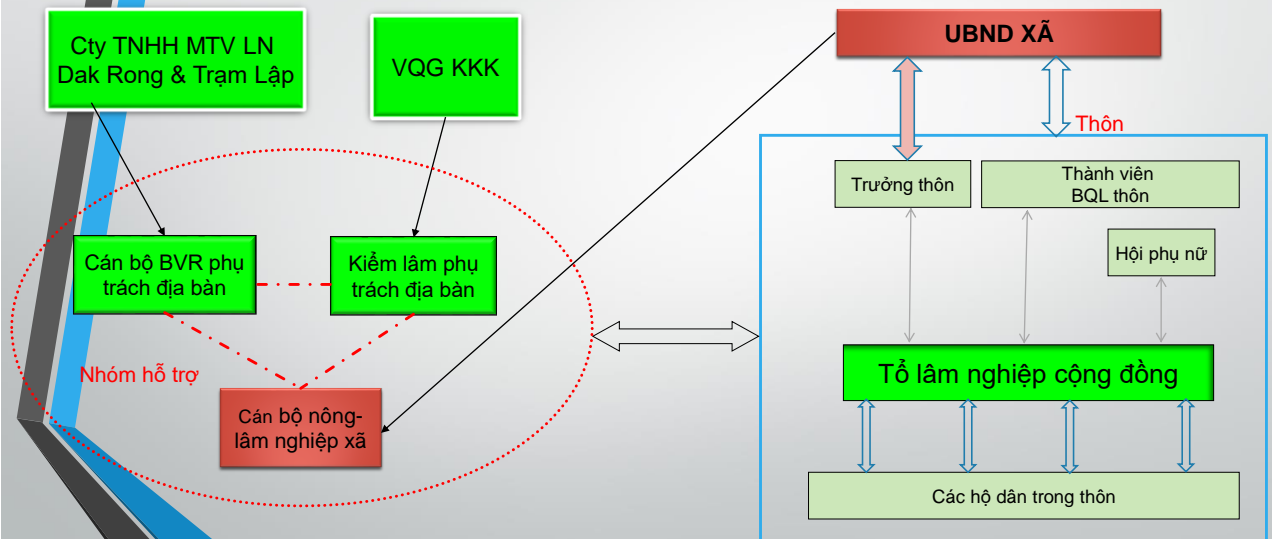 Cty TNHH MTV LN
Dak Rong & Trạm Lập
VQG KKK
UBND XÃ
Thôn
Trưởng thôn
Thành viên
BQL thôn
Hội phụ nữ
Cán bộ BVR phụ
trách địa bàn
Kiểm lâm phụ
trách địa bàn
Nhóm hỗ trợ
Cán bộ nông-
lâm nghiệp xã
Tổ lâm nghiệp cộng đồng
Các hộ dân trong thôn